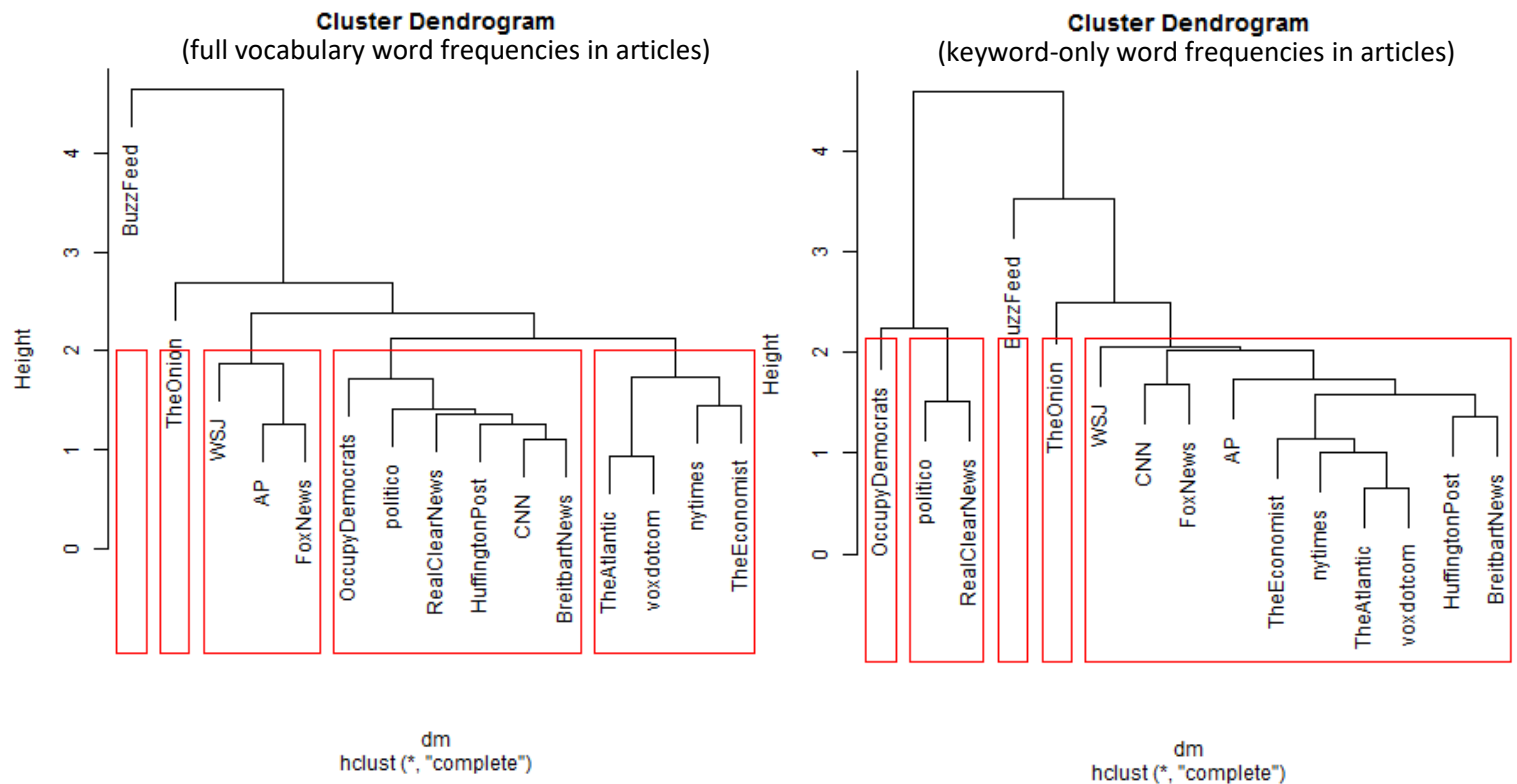 Cluster Dendrogram
(full vocabulary word frequencies in articles)
Height
4
3
2
1
0
BuzzFeed
TheOnion
WSJ
AP
FoxNews
OccupyDemocrats
politico
RealClearNews
HuffingtonPost
CNN
BreitbartNews
TheAtlantic
voxdotcom
nytimes
TheEconomist
dm
hclust (*, "complete")
Cluster Dendrogram
(keyword-only word frequencies in articles)
Height
4
3
2
1
0
OccupyDemocrats
politico
RealClearNews
BuzzFeed
TheOnion
WSJ
CNN
FoxNews
AP
TheEconomist
nytimes
TheAtlantic
voxdotcom
HuffingtonPost
BreitbartNews
dm
hclust (*, "complete")